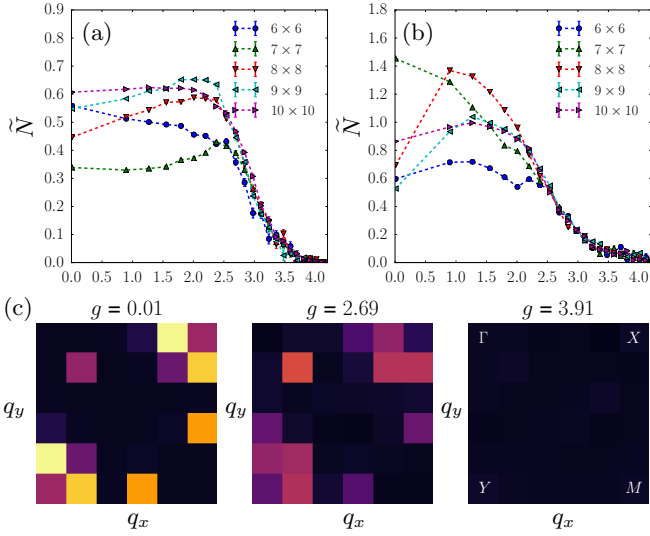 (a)
6 × 6
7 × 7
8 × 8
9 × 9
10 × 10
Ñ
0.9
0.8
0.7
0.6
0.5
0.4
0.3
0.2
0.1
0.0
0.0 0.5 1.0 1.5 2.0 2.5 3.0 3.5 4.0
(b)
6 × 6
7 × 7
8 × 8
9 × 9
10 × 10
Ñ
1.8
1.6
1.4
1.2
1.0
0.8
0.6
0.4
0.2
0.0
0.0 0.5 1.0 1.5 2.0 2.5 3.0 3.5 4.0
(c)
g = 0.01
g = 2.69
g = 3.91
q_y
q_x
q_y
q_x
q_y
Γ X
Y M
q_x